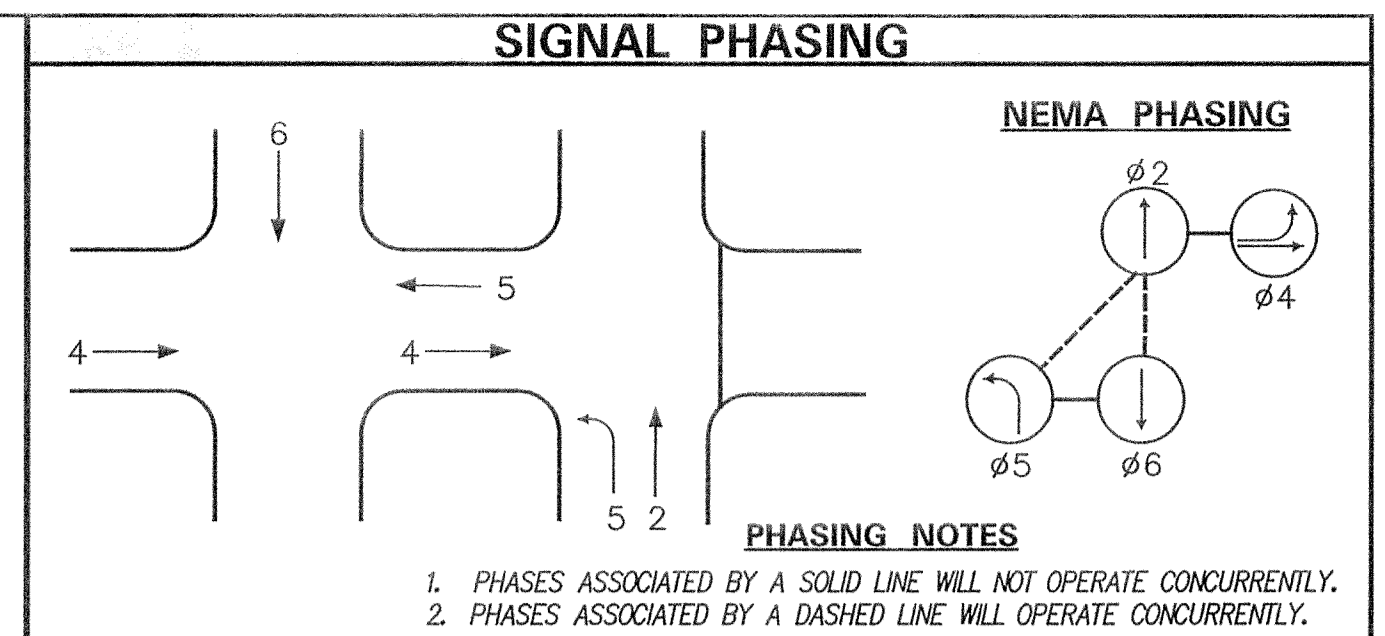 SIGNAL PHASING
NEMA PHASING
6
ø2
ø4
5
4
4
ø5
ø6
5 2
PHASING NOTES
1. PHASES ASSOCIATED BY A SOLID LINE WILL NOT OPERATE CONCURRENTLY.
2. PHASES ASSOCIATED BY A DASHED LINE WILL OPERATE CONCURRENTLY.